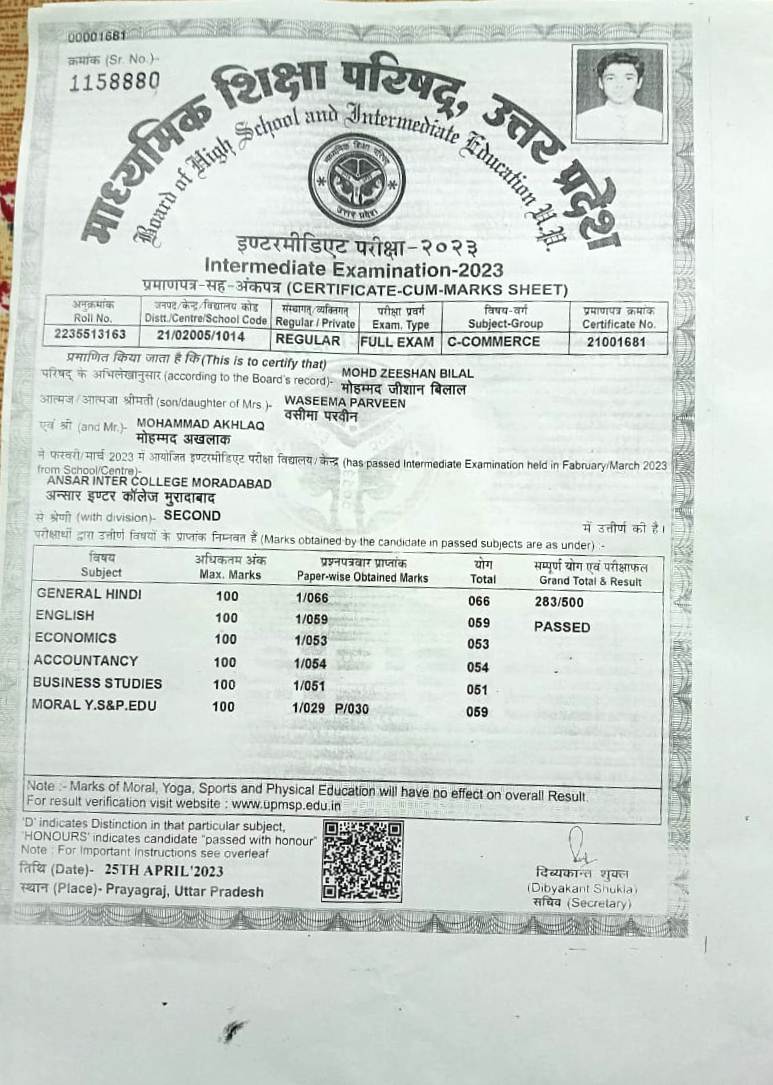 00001681
क्रमांक (Sr. No.)-
1158880
माध्यमिक शिक्षा परिषद्, उत्तर प्रदेश
Board of High School and Intermediate Education U.P.
माध्यमिक शिक्षा परिषद्
उत्तर प्रदेश
इण्टरमीडिएट परीक्षा-२०२३
Intermediate Examination-2023
प्रमाणपत्र-सह-अंकपत्र (CERTIFICATE-CUM-MARKS SHEET)
अनुक्रमांक जनपद/केन्द्र/विद्यालय कोड संस्थागत/व्यक्तिगत परीक्षा प्रवर्ग विषय-वर्ग प्रमाणपत्र क्रमांक
Roll No. Distt./Centre/School Code Regular / Private Exam. Type Subject-Group Certificate No.
2235513163 21/02005/1014 REGULAR FULL EXAM C-COMMERCE 21001681
प्रमाणित किया जाता है कि (This is to certify that)
परिषद् के अभिलेखानुसार (according to the Board's record)- MOHD ZEESHAN BILAL
मोहम्मद जीशान बिलाल
आत्मज/आत्मजा श्रीमती (son/daughter of Mrs.)- WASEEMA PARVEEN
वसीमा परवीन
एवं श्री (and Mr.)- MOHAMMAD AKHLAQ
मोहम्मद अखलाक
ने फरवरी/मार्च 2023 में आयोजित इण्टरमीडिएट परीक्षा विद्यालय/केन्द्र (has passed Intermediate Examination held in Fabruary/March 2023
from School/Centre)-
ANSAR INTER COLLEGE MORADABAD
अन्सार इण्टर कॉलेज मुरादाबाद
से श्रेणी (with division)- SECOND में उत्तीर्ण की है।
परीक्षार्थी द्वारा उत्तीर्ण विषयों के प्राप्तांक निम्नवत हैं (Marks obtained by the candidate in passed subjects are as under) :-
विषय अधिकतम अंक प्रश्नपत्रवार प्राप्तांक योग सम्पूर्ण योग एवं परीक्षाफल
Subject Max. Marks Paper-wise Obtained Marks Total Grand Total & Result
GENERAL HINDI 100 1/066 066 283/500
ENGLISH 100 1/059 059 PASSED
ECONOMICS 100 1/053 053
ACCOUNTANCY 100 1/054 054
BUSINESS STUDIES 100 1/051 051
MORAL Y.S&P.EDU 100 1/029 P/030 059
Note :- Marks of Moral, Yoga, Sports and Physical Education will have no effect on overall Result.
For result verification visit website : www.upmsp.edu.in
'D' indicates Distinction in that particular subject,
'HONOURS' indicates candidate "passed with honour"
Note : For Important Instructions see overleaf
तिथि (Date)- 25TH APRIL'2023
स्थान (Place)- Prayagraj, Uttar Pradesh
दिव्यकान्त शुक्ल
(Dibyakant Shukla)
सचिव (Secretary)